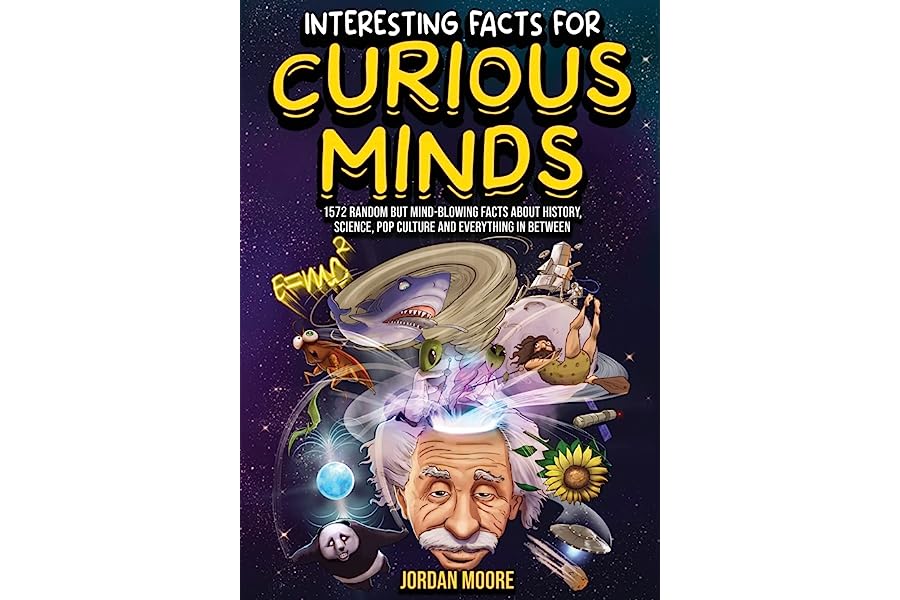 INTERESTING FACTS FOR
CURIOUS
MINDS
1572 RANDOM BUT MIND-BLOWING FACTS ABOUT HISTORY,
SCIENCE, POP CULTURE AND EVERYTHING IN BETWEEN
E=mc²
JORDAN MOORE